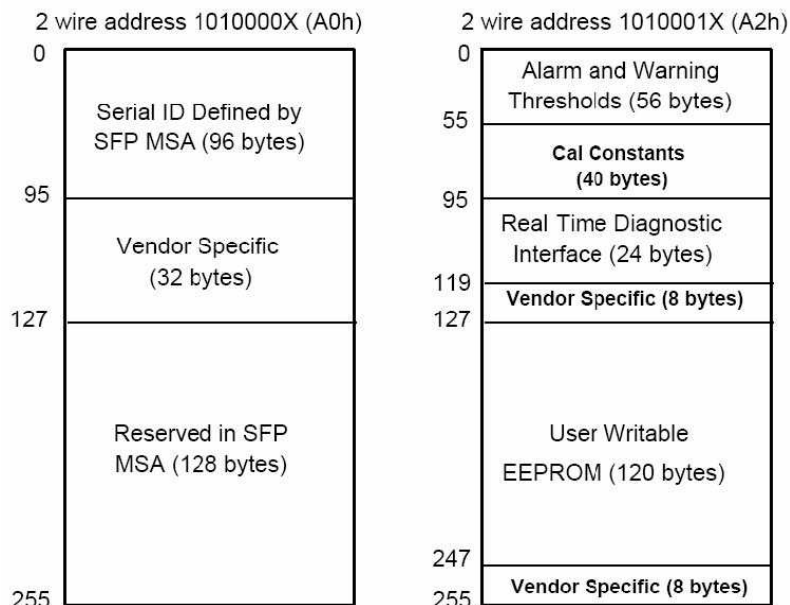 2 wire address 1010000X (A0h)
0
Serial ID Defined by
SFP MSA (96 bytes)
95
Vendor Specific
(32 bytes)
127
Reserved in SFP
MSA (128 bytes)
255
2 wire address 1010001X (A2h)
0
Alarm and Warning
Thresholds (56 bytes)
55
Cal Constants
(40 bytes)
95
Real Time Diagnostic
Interface (24 bytes)
119
Vendor Specific (8 bytes)
127
User Writable
EEPROM (120 bytes)
247
Vendor Specific (8 bytes)
255